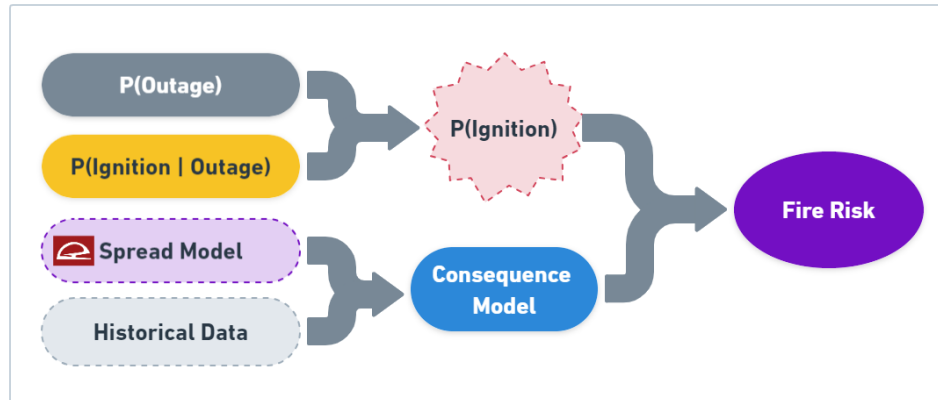 P(Outage)
P(Ignition | Outage)
Spread Model
Historical Data
P(Ignition)
Consequence
Model
Fire Risk